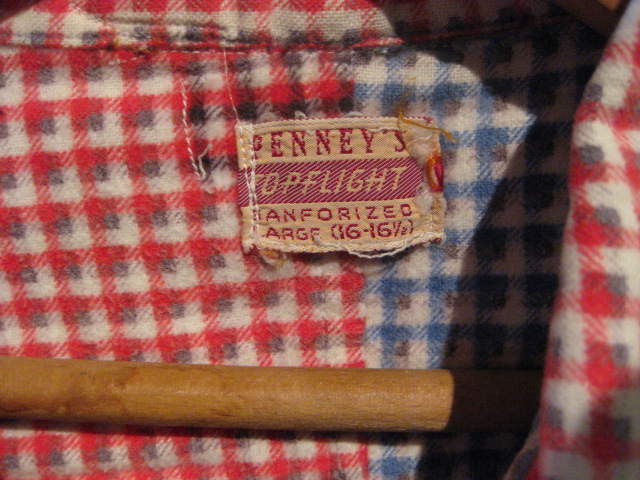 PENNEY'S
OPFLIGHT
ANFORIZED
ARGE (16-16½)